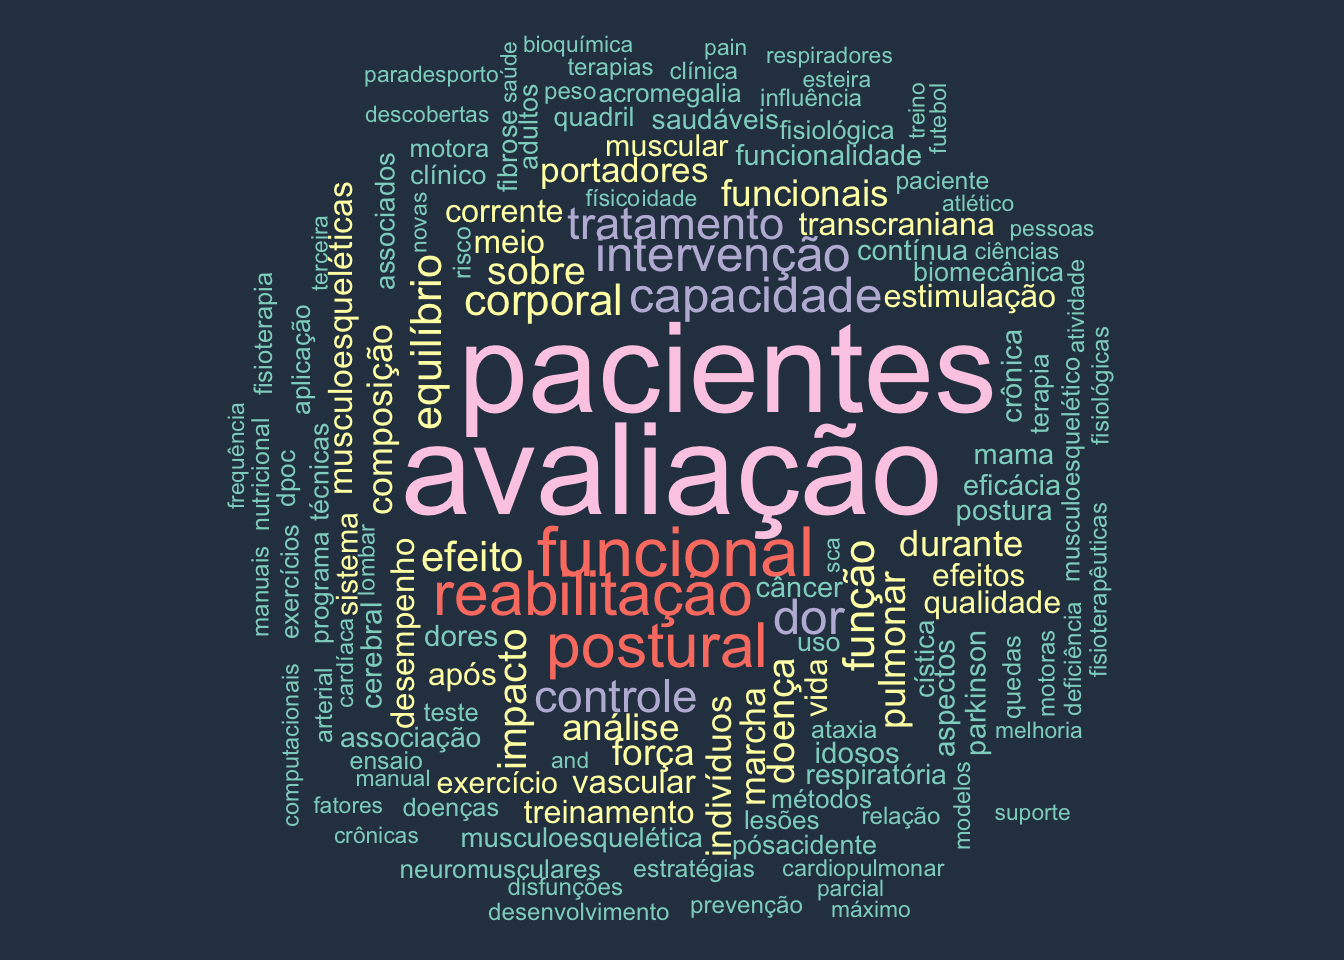 bioquímica
pain
respiradores
paradesporto
saúde
terapias
clínica
esteira
peso
acromegalia
influência
treino
futebol
descobertas
adultos
quadril
saudáveis
fisiológica
fibrose
motora
muscular
funcionalidade
clínico
portadores
associados
musculoesqueléticas
físico
idade
funcionais
paciente
novas
corrente
tratamento
transcraniana
atlético
terceira
risco
meio
intervenção
contínua
pessoas
ciências
sobre
biomecânica
equilíbrio
corporal
capacidade
estimulação
atividade
fisioterapia
aplicação
composição
pacientes
crônica
terapia
musculoesquelético
fisiológicas
frequência
nutricional
dpoc
técnicas
avaliação
mama
eficácia
postura
manuais
exercícios
programa
sistema
lombar
desempenho
efeito
funcional
sca
função
durante
fisioterapêuticas
reabilitação
câncer
pulmonar
efeitos
qualidade
cardíaca
cerebral
dores
impacto
postural
dor
uso
cística
aspectos
parkinson
quedas
motoras
deficiência
computacionais
arterial
após
controle
doença
vida
teste
associação
análise
indivíduos
marcha
ataxia
melhoria
ensaio
and
força
idosos
manual
exercício
vascular
respiratória
modelos
fatores
doenças
treinamento
métodos
lesões
relação
suporte
crônicas
musculoesquelética
pósacidente
neuromusculares
estratégias
cardiopulmonar
disfunções
parcial
desenvolvimento
prevenção
máximo